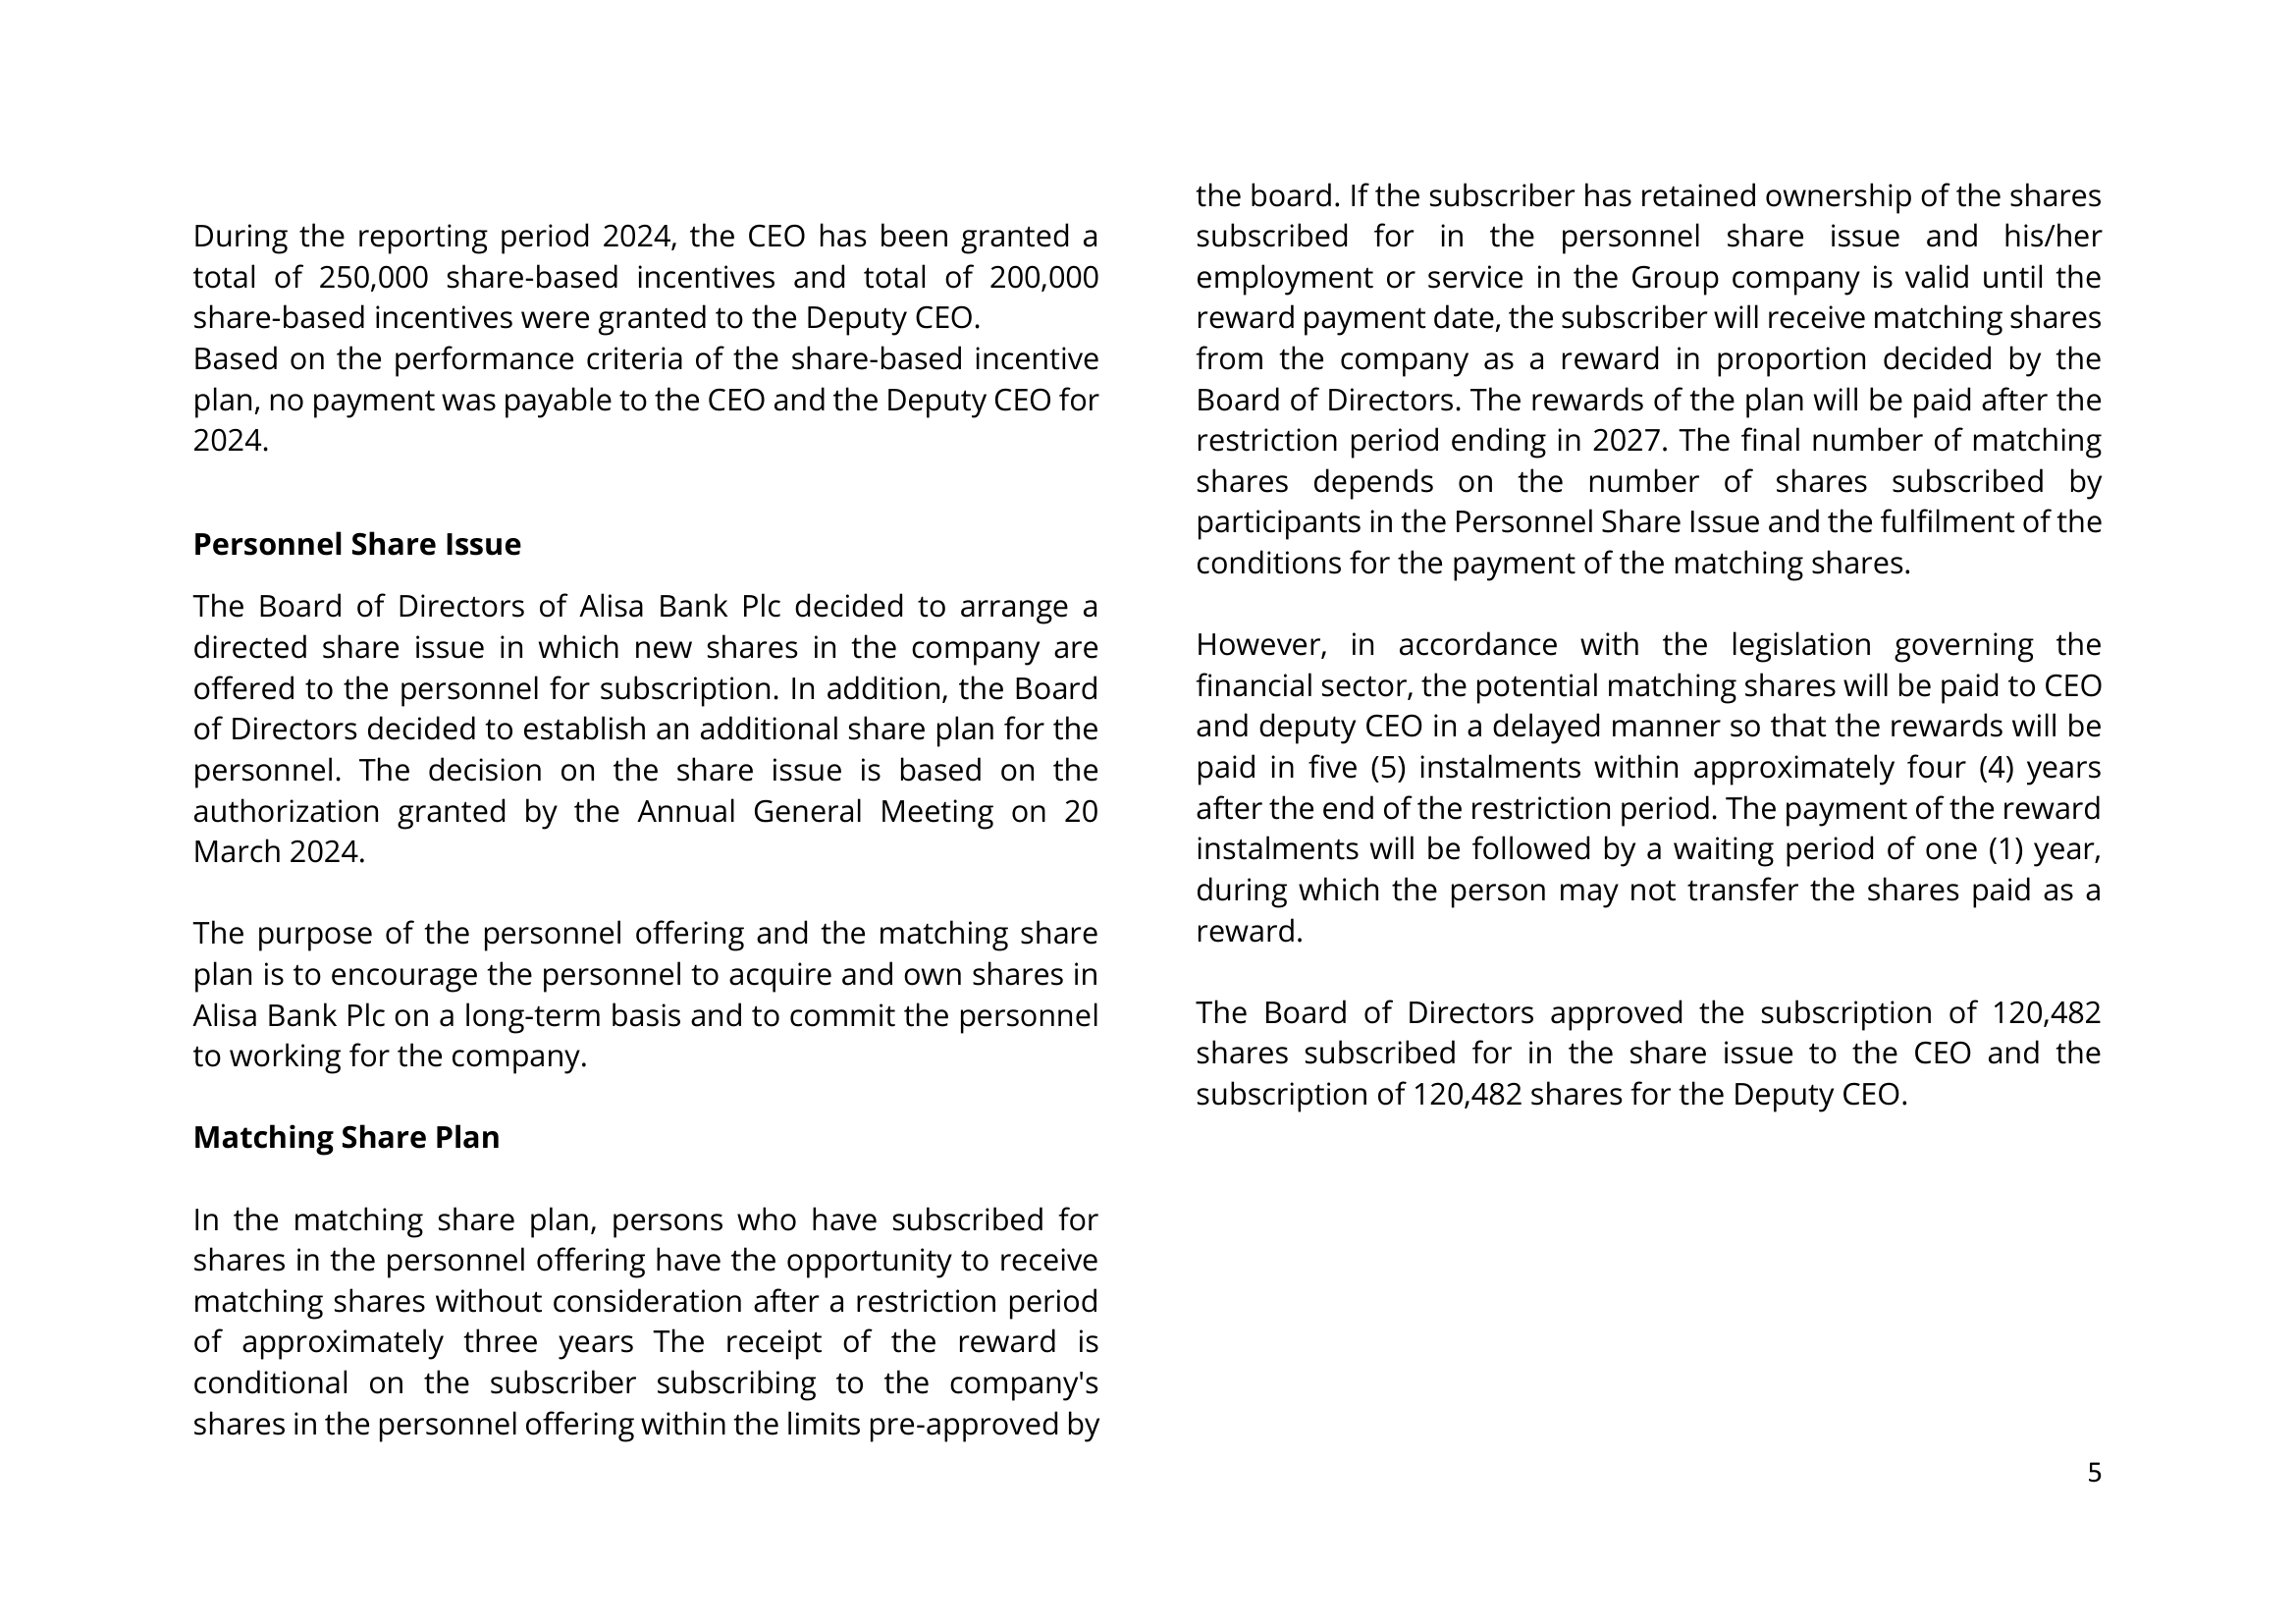 During the reporting period 2024, the CEO has been granted a
total of 250,000 share-based incentives and total of 200,000
share-based incentives were granted to the Deputy CEO.
Based on the performance criteria of the share-based incentive
plan, no payment was payable to the CEO and the Deputy CEO for
2024.
Personnel Share Issue
The Board of Directors of Alisa Bank Plc decided to arrange a
directed share issue in which new shares in the company are
offered to the personnel for subscription. In addition, the Board
of Directors decided to establish an additional share plan for the
personnel. The decision on the share issue is based on the
authorization granted by the Annual General Meeting on 20
March 2024.
The purpose of the personnel offering and the matching share
plan is to encourage the personnel to acquire and own shares in
Alisa Bank Plc on a long-term basis and to commit the personnel
to working for the company.
Matching Share Plan
In the matching share plan, persons who have subscribed for
shares in the personnel offering have the opportunity to receive
matching shares without consideration after a restriction period
of approximately three years The receipt of the reward is
conditional on the subscriber subscribing to the company's
shares in the personnel offering within the limits pre-approved by
the board. If the subscriber has retained ownership of the shares
subscribed for in the personnel share issue and his/her
employment or service in the Group company is valid until the
reward payment date, the subscriber will receive matching shares
from the company as a reward in proportion decided by the
Board of Directors. The rewards of the plan will be paid after the
restriction period ending in 2027. The final number of matching
shares depends on the number of shares subscribed by
participants in the Personnel Share Issue and the fulfilment of the
conditions for the payment of the matching shares.
However, in accordance with the legislation governing the
financial sector, the potential matching shares will be paid to CEO
and deputy CEO in a delayed manner so that the rewards will be
paid in five (5) instalments within approximately four (4) years
after the end of the restriction period. The payment of the reward
instalments will be followed by a waiting period of one (1) year,
during which the person may not transfer the shares paid as a
reward.
The Board of Directors approved the subscription of 120,482
shares subscribed for in the share issue to the CEO and the
subscription of 120,482 shares for the Deputy CEO.
5